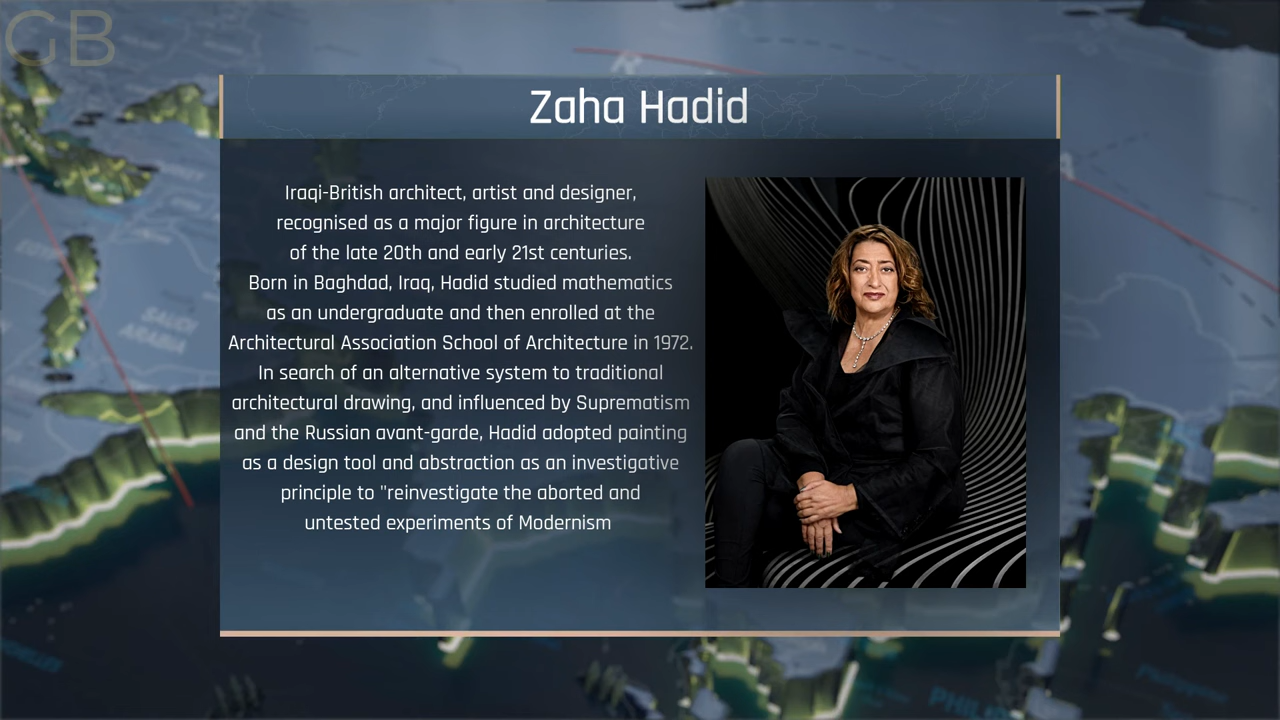 GB
Zaha Hadid
Iraqi-British architect, artist and designer,
recognised as a major figure in architecture
of the late 20th and early 21st centuries.
Born in Baghdad, Iraq, Hadid studied mathematics
as an undergraduate and then enrolled at the
Architectural Association School of Architecture in 1972.
In search of an alternative system to traditional
architectural drawing, and influenced by Suprematism
and the Russian avant-garde, Hadid adopted painting
as a design tool and abstraction as an investigative
principle to "reinvestigate the aborted and
untested experiments of Modernism